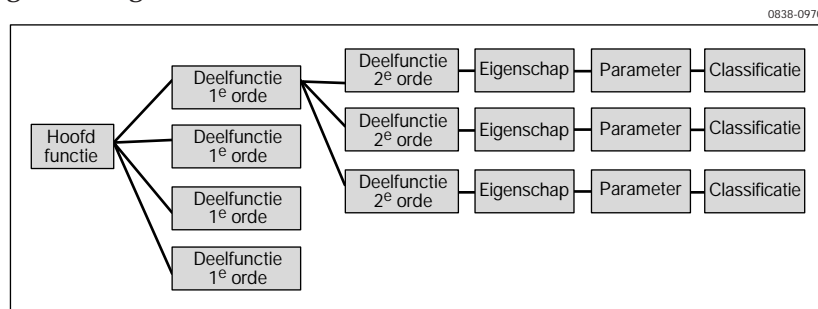 0838-0970
Deelfunctie
2e orde
Eigenschap
Parameter
Classificatie
Deelfunctie
1e orde
Deelfunctie
2e orde
Eigenschap
Parameter
Classificatie
Hoofd
functie
Deelfunctie
1e orde
Deelfunctie
2e orde
Eigenschap
Parameter
Classificatie
Deelfunctie
1e orde
Deelfunctie
1e orde